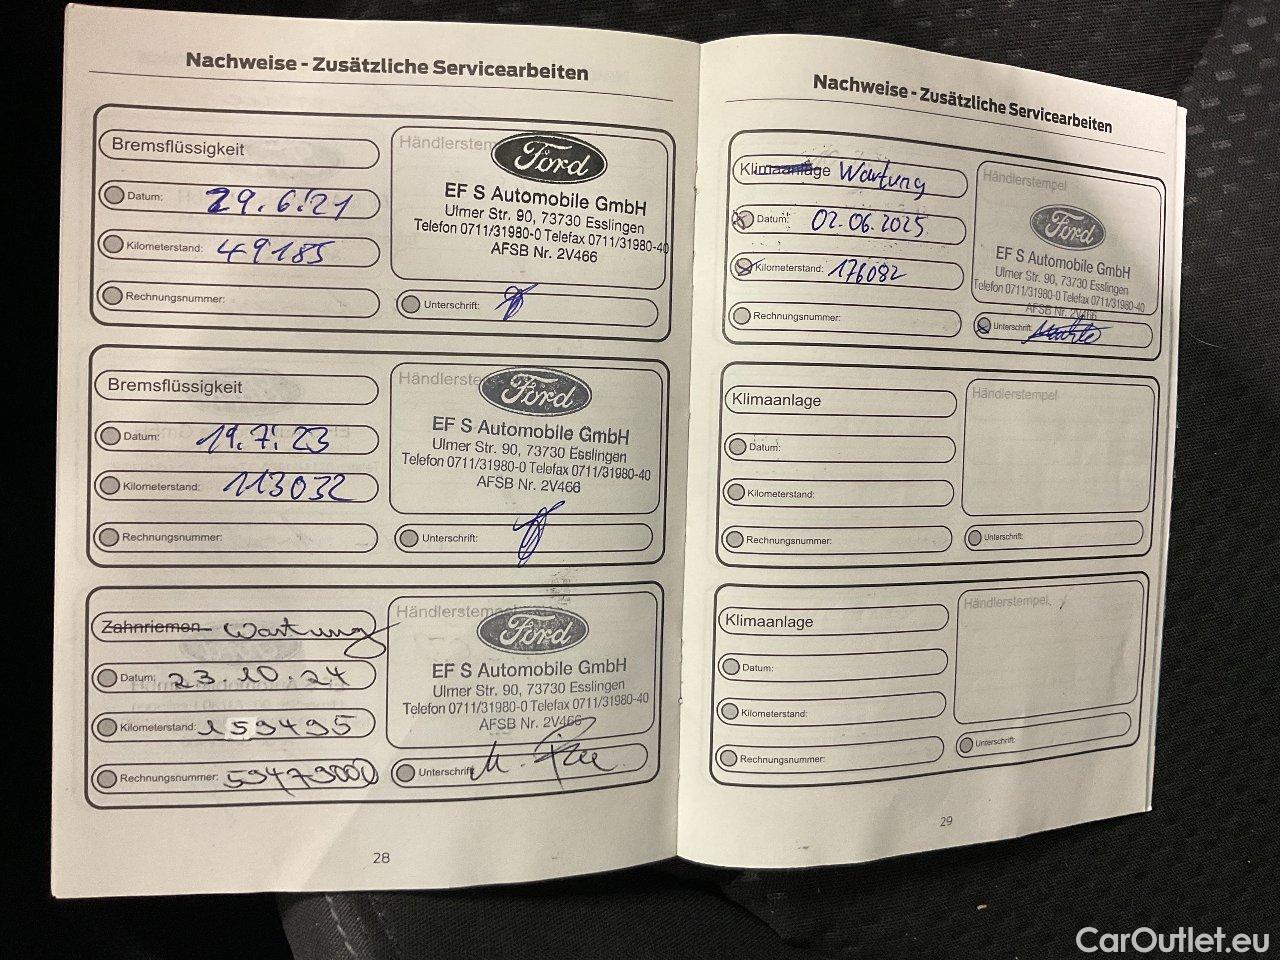 Nachweise - Zusätzliche Servicearbeiten
Bremsflüssigkeit
Datum: 29.6.21
Kilometerstand: 49185
Rechnungsnummer:
Händlerstem
Ford
EF S Automobile GmbH
Ulmer Str. 90, 73730 Esslingen
Telefon 0711/31980-0 Telefax 0711/31980-40
AFSB Nr. 2V466
Unterschrift:
Bremsflüssigkeit
Datum: 19.7.23
Kilometerstand: 113032
Rechnungsnummer:
Händlerste
Ford
EF S Automobile GmbH
Ulmer Str. 90, 73730 Esslingen
Telefon 0711/31980-0 Telefax 0711/31980-40
AFSB Nr. 2V466
Unterschrift:
Zahnriemen Wartung
Datum: 23.10.24
Kilometerstand: 159495
Rechnungsnummer:
Händlerstempel
Ford
EF S Automobile GmbH
Ulmer Str. 90, 73730 Esslingen
Telefon 0711/31980-0 Telefax 0711/31980-40
AFSB Nr. 2V466
Unterschrift
28
Nachweise - Zusätzliche Servicearbeiten
Klimaanlage Wartung
Datum: 02.06.2025
Kilometerstand: 176082
Rechnungsnummer:
Händlerstempel
Ford
EF S Automobile GmbH
Ulmer Str. 90, 73730 Esslingen
Telefon 0711/31980-0 Telefax 0711/31980-40
AFSB Nr. 2V466
Unterschrift:
Klimaanlage
Datum:
Kilometerstand:
Rechnungsnummer:
Händlerstempel
Unterschrift:
Klimaanlage
Datum:
Kilometerstand:
Rechnungsnummer:
Händlerstempel
Unterschrift:
29
CarOutlet.eu